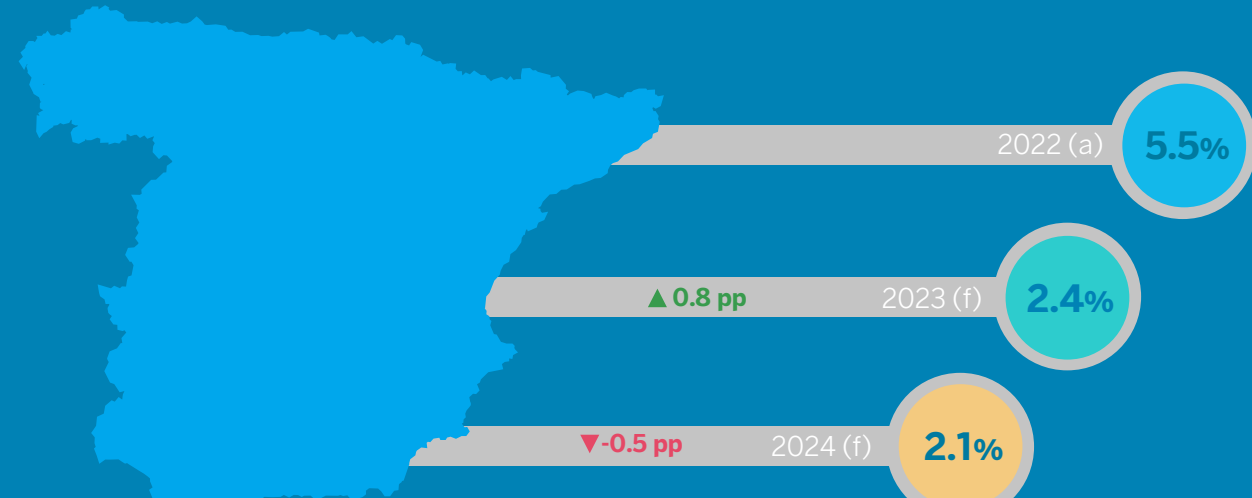 2022 (a) 5.5%
▲ 0.8 pp 2023 (f) 2.4%
▼-0.5 pp 2024 (f) 2.1%